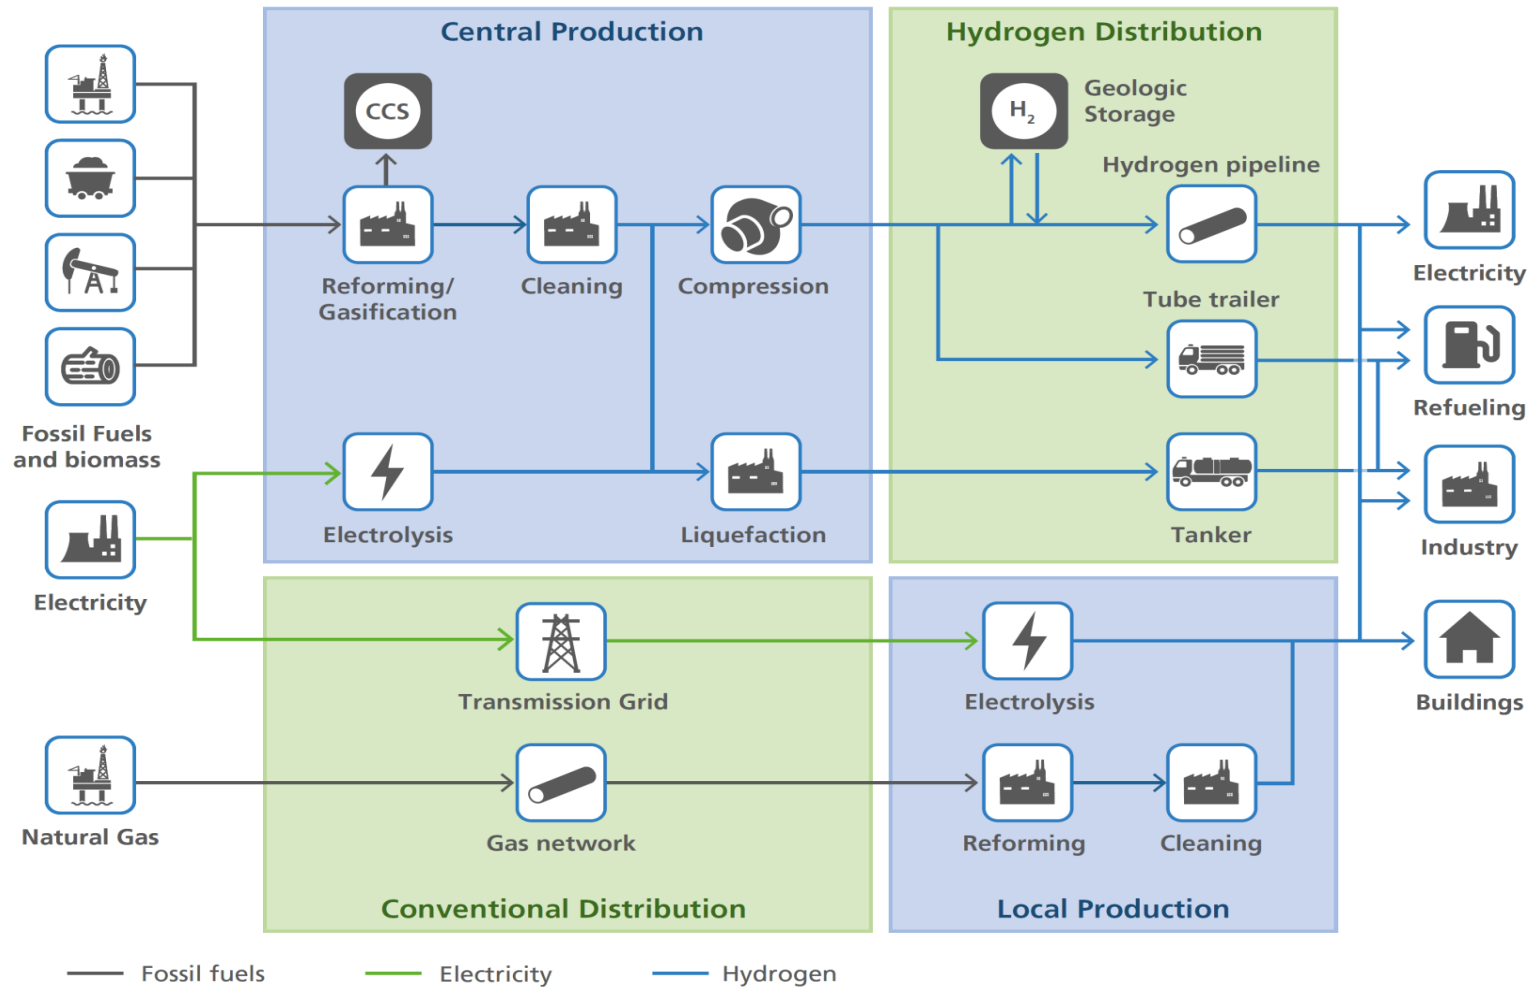 Central Production
Hydrogen Distribution
CCS
H2
Geologic
Storage
Hydrogen pipeline
Reforming/
Gasification
Cleaning
Compression
Tube trailer
Electricity
Refueling
Fossil Fuels
and biomass
Electrolysis
Liquefaction
Tanker
Industry
Electricity
Transmission Grid
Electrolysis
Buildings
Natural Gas
Gas network
Reforming
Cleaning
Conventional Distribution
Local Production
Fossil fuels
Electricity
Hydrogen